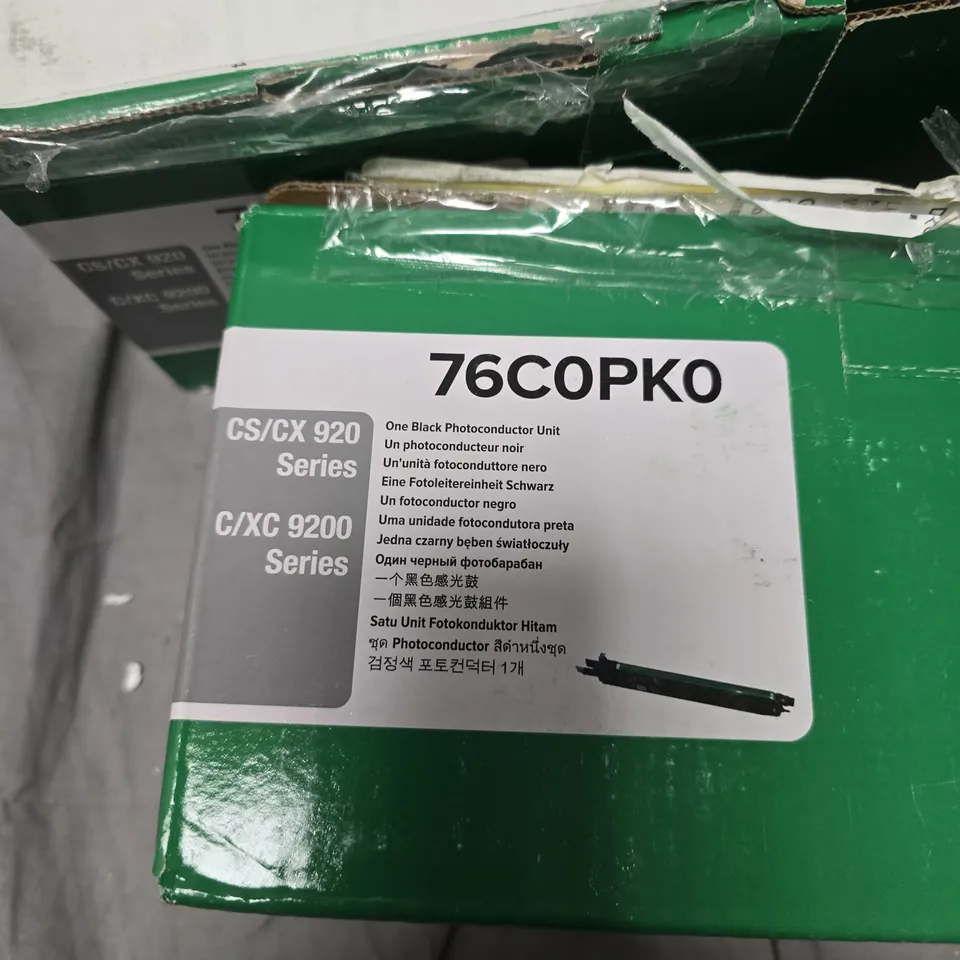 CS/CX 920
Series
C/XC 9200
Series
76C0PK0
CS/CX 920
Series
C/XC 9200
Series
One Black Photoconductor Unit
Un photoconducteur noir
Un'unità fotoconduttore nero
Eine Fotoleitereinheit Schwarz
Un fotoconductor negro
Uma unidade fotocondutora preta
Jedna czarny bęben światłoczuły
Один черный фотобарабан
一个黑色感光鼓
一個黑色感光鼓組件
Satu Unit Fotokonduktor Hitam
ชุด Photoconductor สีดำหนึ่งชุด
검정색 포토컨덕터 1개